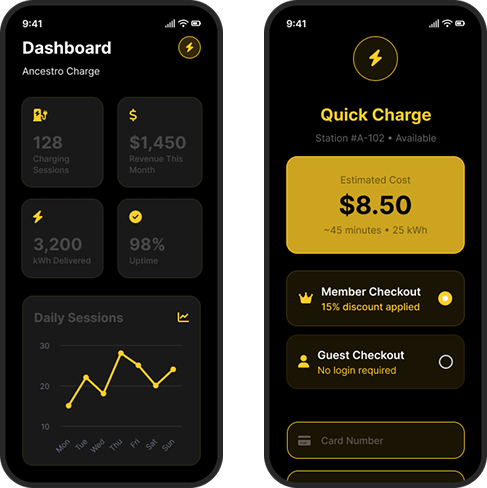 9:41
Dashboard
Ancestro Charge
128
Charging
Sessions
$1,450
Revenue This
Month
3,200
kWh Delivered
98%
Uptime
Daily Sessions
30
20
10
Mon
Tue
Wed
Thu
Fri
Sat
Sun
9:41
Quick Charge
Station #A-102 • Available
Estimated Cost
$8.50
~45 minutes • 25 kWh
Member Checkout
15% discount applied
Guest Checkout
No login required
Card Number